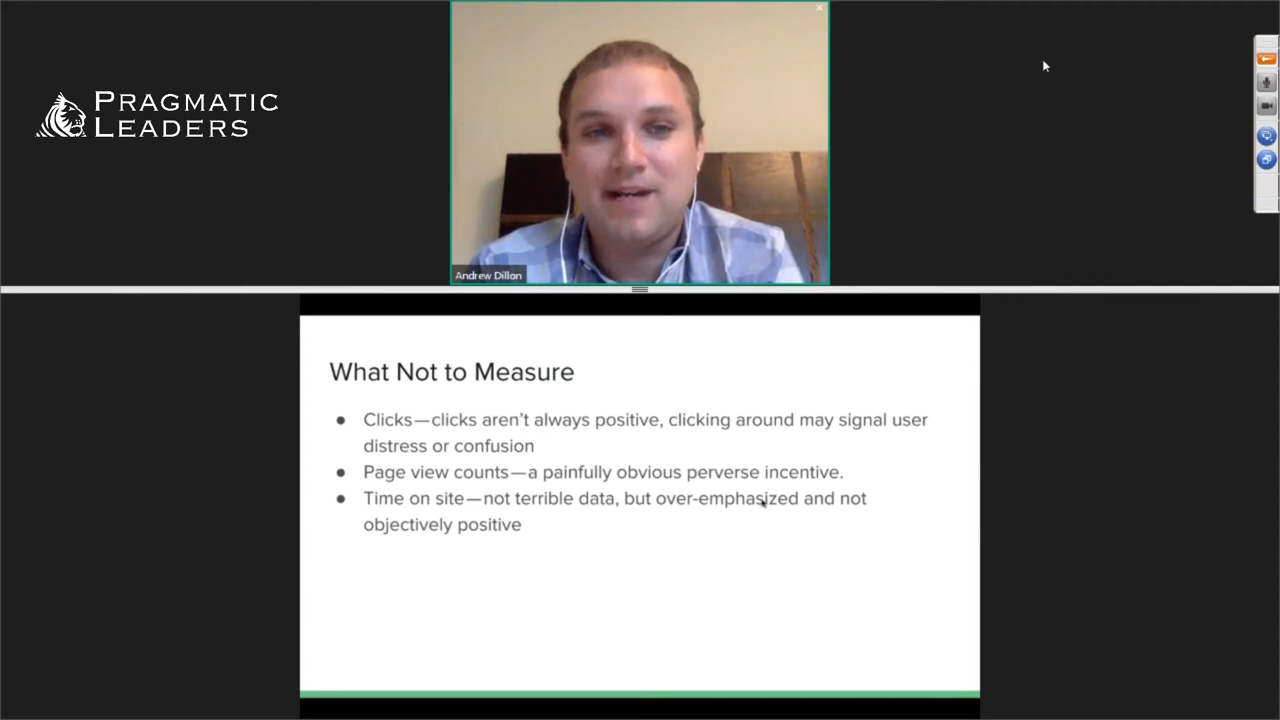 PRAGMATIC
LEADERS
Andrew Dillon
What Not to Measure
● Clicks—clicks aren't always positive, clicking around may signal user
distress or confusion
● Page view counts—a painfully obvious perverse incentive.
● Time on site—not terrible data, but over-emphasized and not
objectively positive